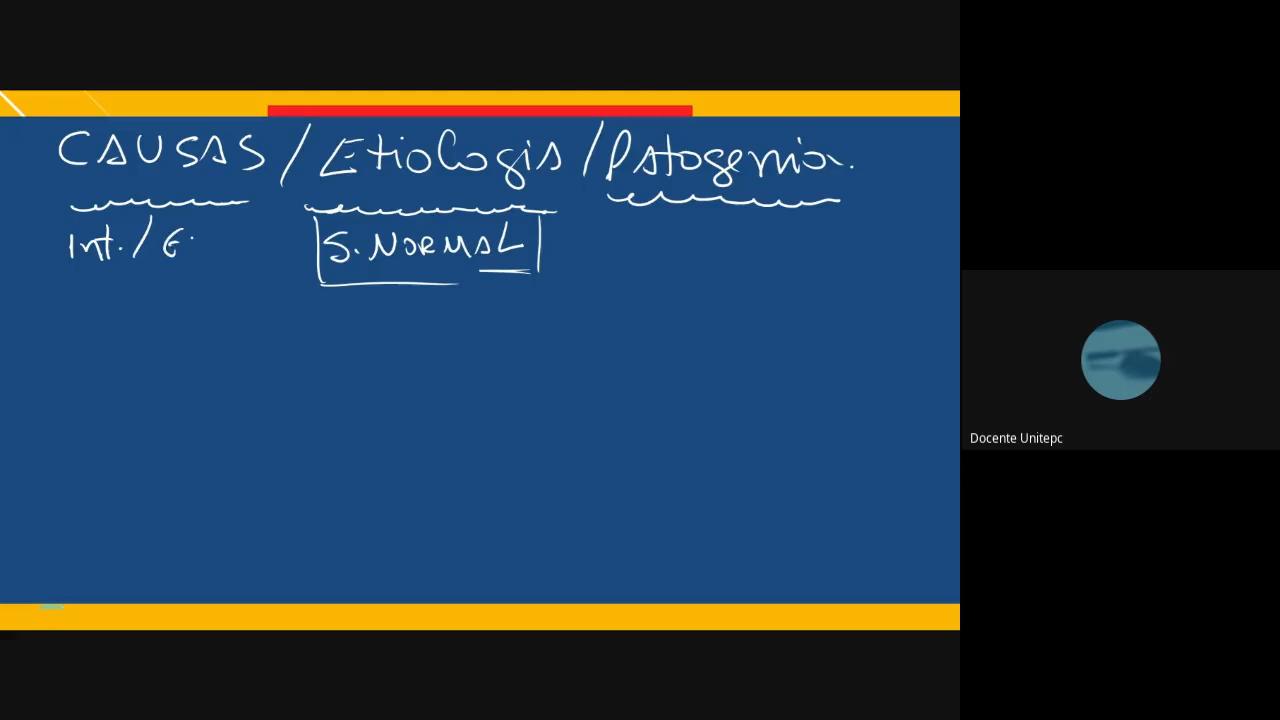 CAUSAS / Etiologia / Patogenia.
Int. / E.
S. NORMAL
Docente Unitepc